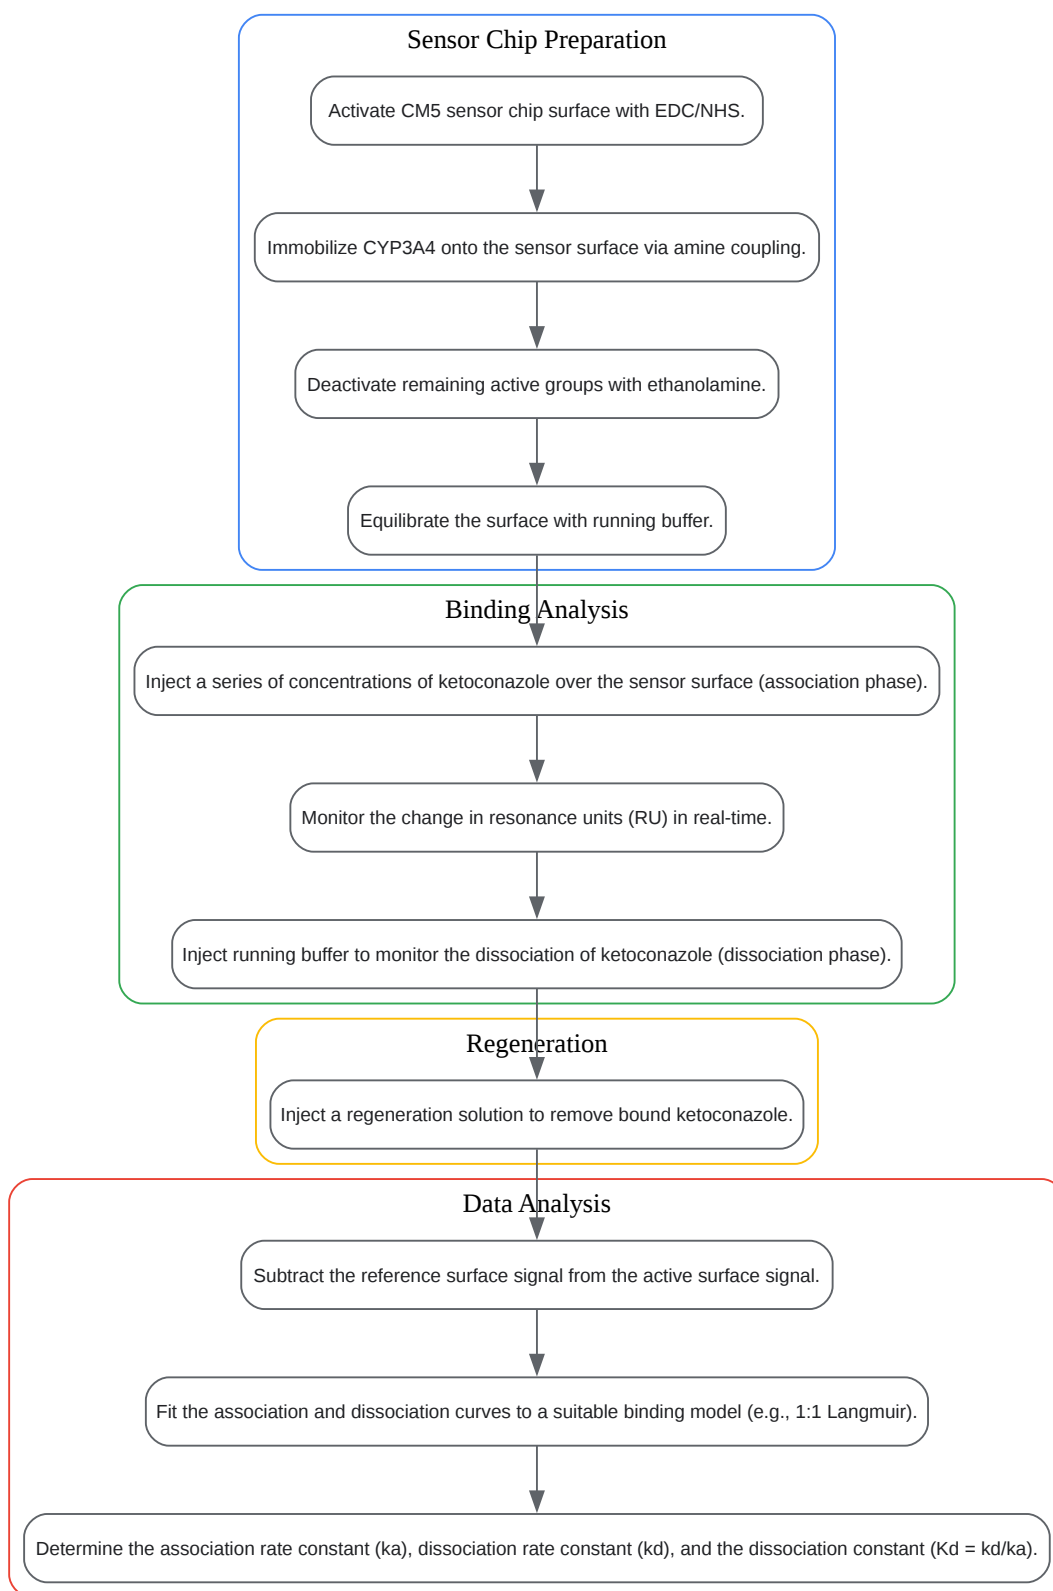 Sensor Chip Preparation
Activate CM5 sensor chip surface with EDC/NHS.
Immobilize CYP3A4 onto the sensor surface via amine coupling.
Deactivate remaining active groups with ethanolamine.
Equilibrate the surface with running buffer.
Binding Analysis
Inject a series of concentrations of ketoconazole over the sensor surface (association phase).
Monitor the change in resonance units (RU) in real-time.
Inject running buffer to monitor the dissociation of ketoconazole (dissociation phase).
Regeneration
Inject a regeneration solution to remove bound ketoconazole.
Data Analysis
Subtract the reference surface signal from the active surface signal.
Fit the association and dissociation curves to a suitable binding model (e.g., 1:1 Langmuir).
Determine the association rate constant (ka), dissociation rate constant (kd), and the dissociation constant (Kd = kd/ka).